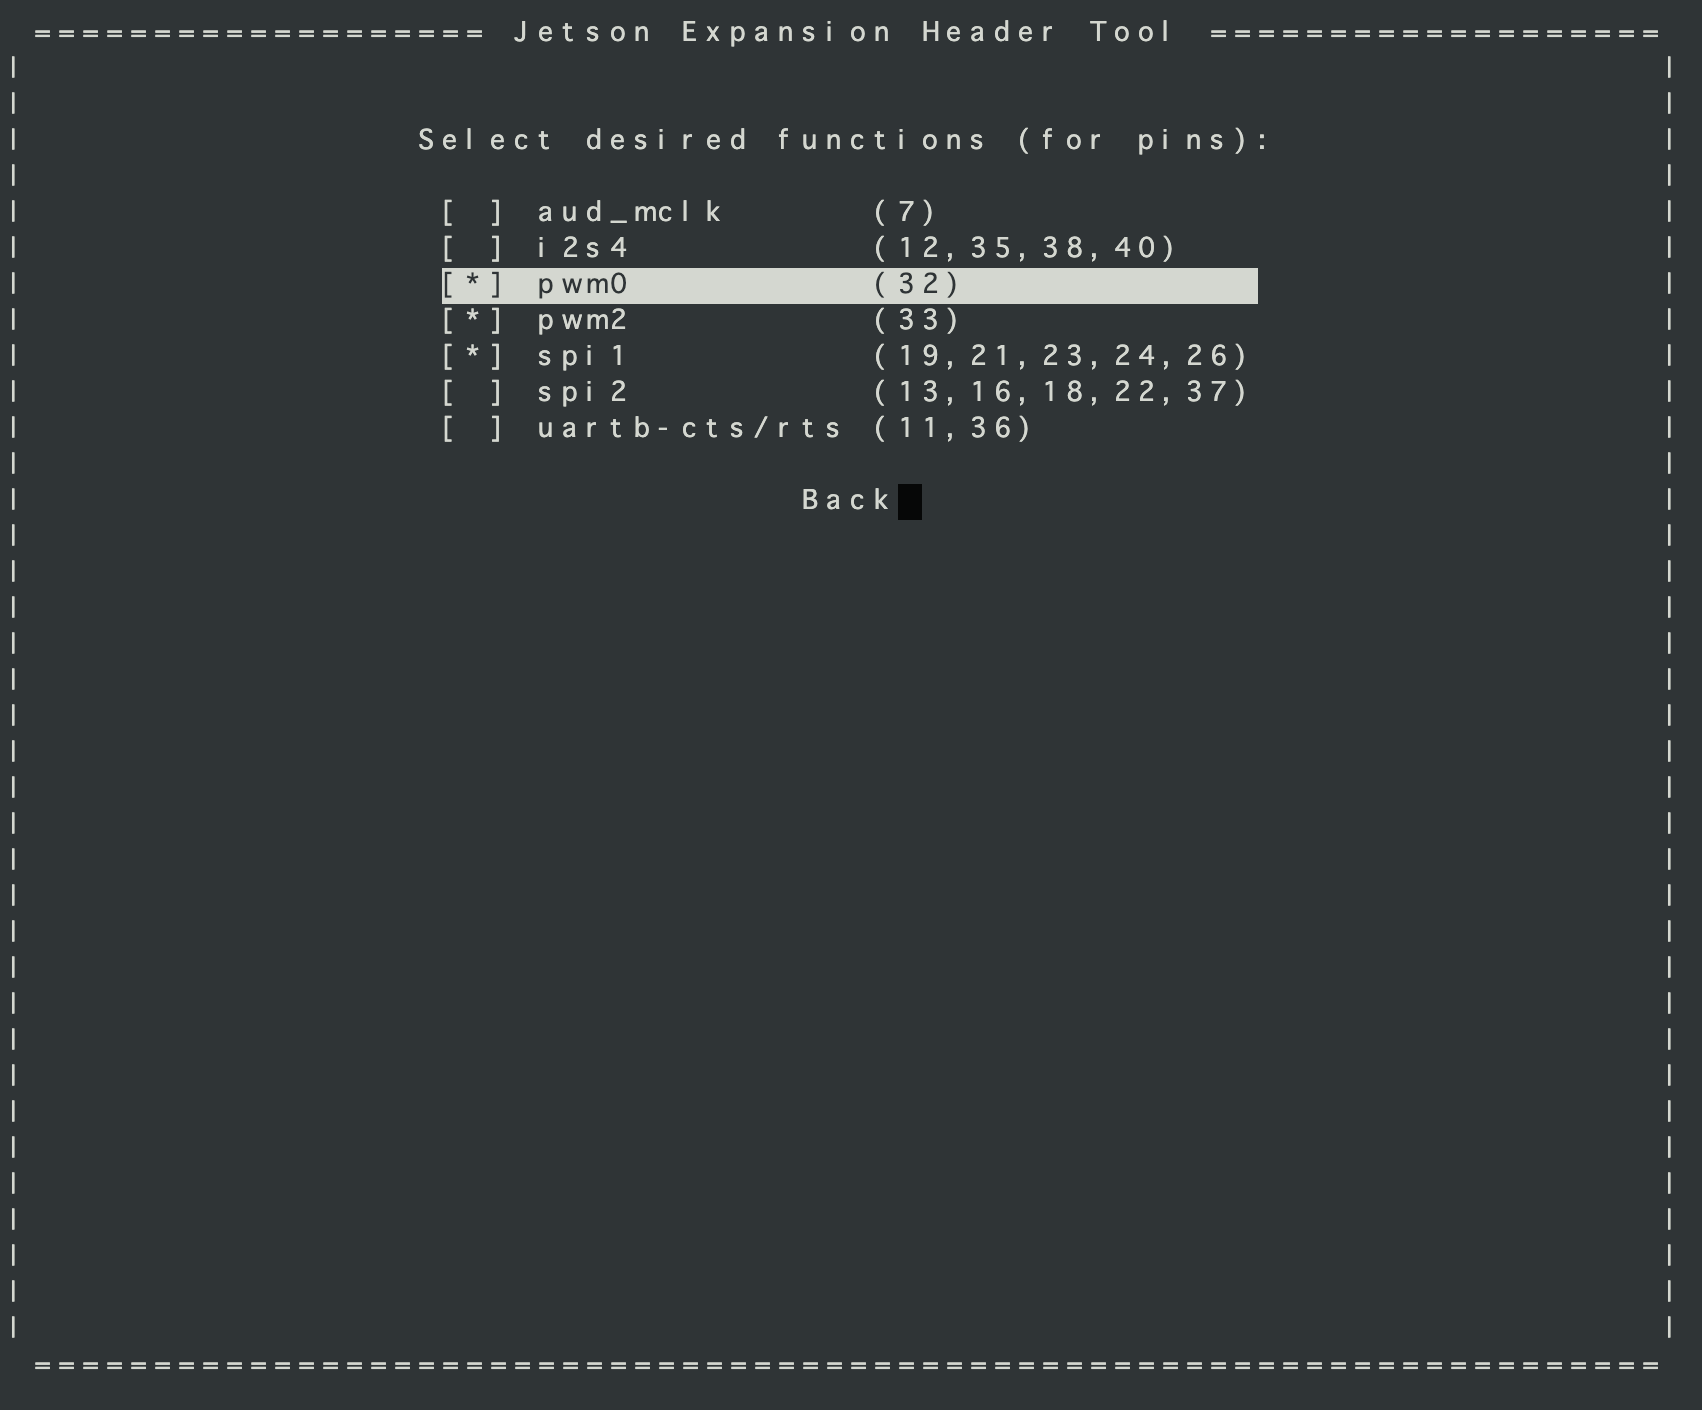 =================== Jetson Expansion Header Tool ===================
Select desired functions (for pins):
[ ] aud_mclk (7)
[ ] i2s4 (12,35,38,40)
[*] pwm0 (32)
[*] pwm2 (33)
[*] spi1 (19,21,23,24,26)
[ ] spi2 (13,16,18,22,37)
[ ] uartb-cts/rts (11,36)
Back
====================================================================